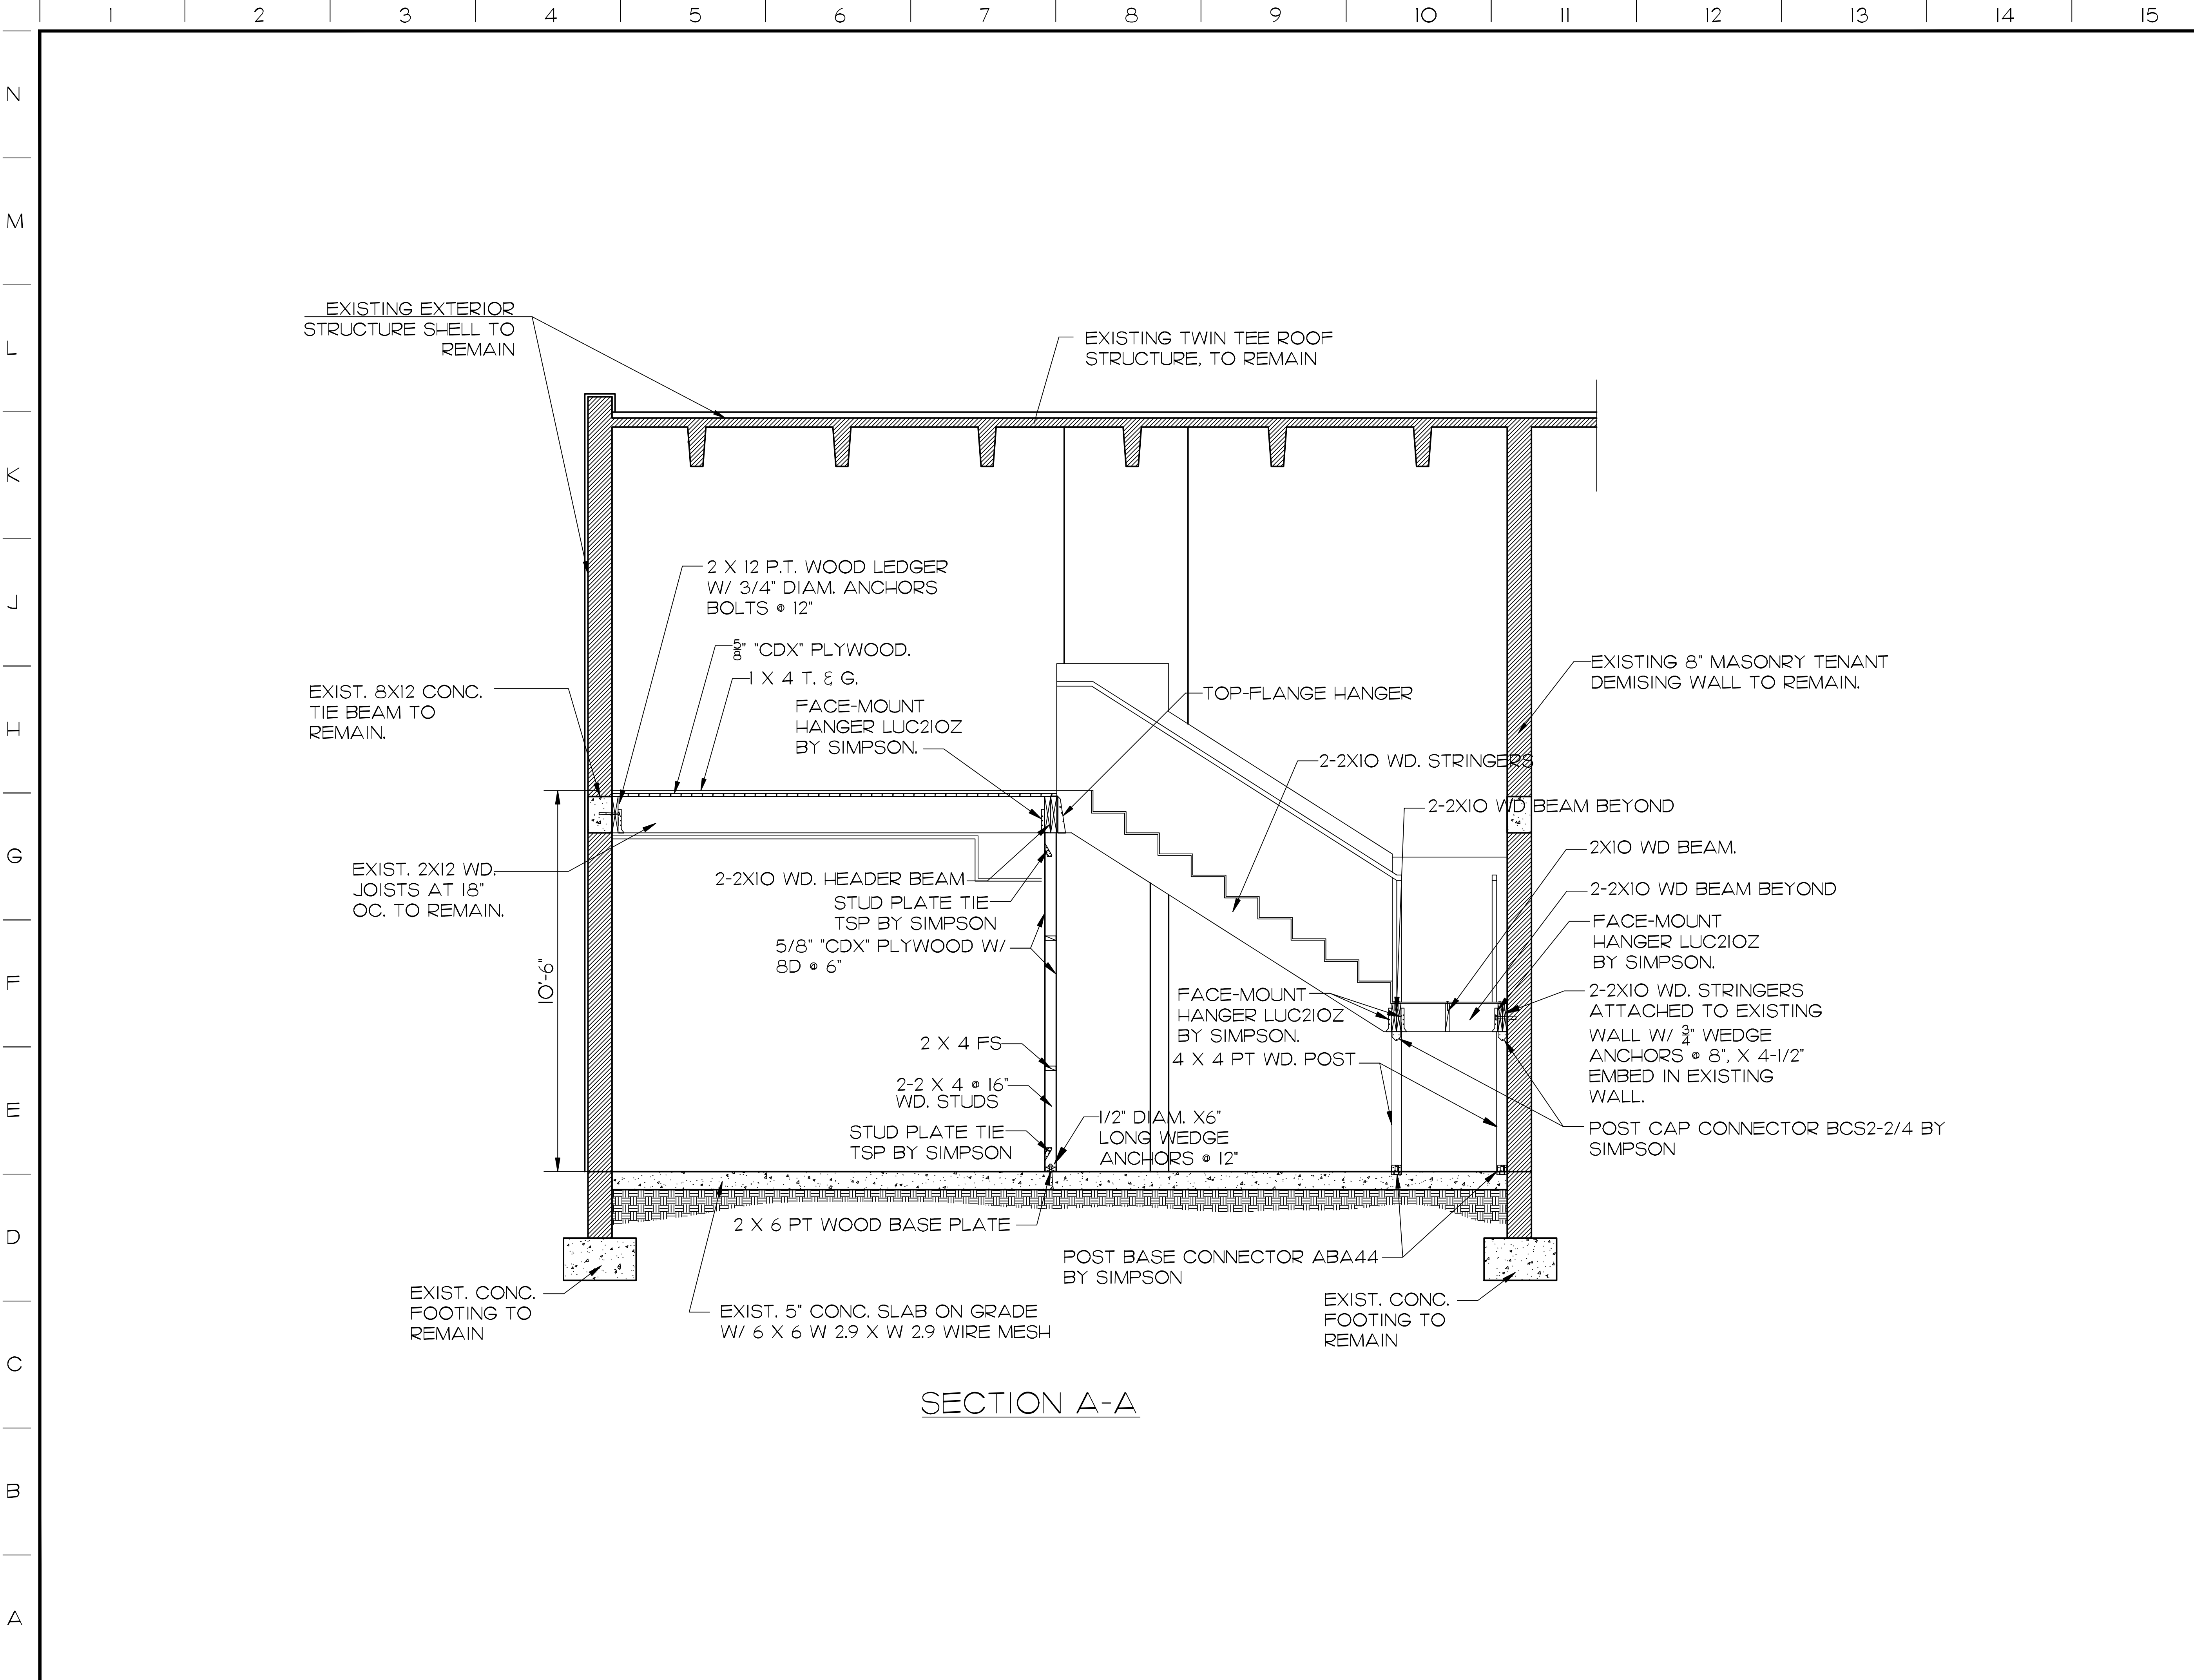 1 2 3 4 5 6 7 8 9 10 11 12 13 14 15
N
M
L
K
J
H
G
F
E
D
C
B
A
EXISTING EXTERIOR
STRUCTURE SHELL TO
REMAIN
EXISTING TWIN TEE ROOF
STRUCTURE, TO REMAIN
2 X 12 P.T. WOOD LEDGER
W/ 3/4" DIAM. ANCHORS
BOLTS @ 12"
5/8" "CDX" PLYWOOD.
1 X 4 T. & G.
FACE-MOUNT
HANGER LUC210Z
BY SIMPSON.
TOP-FLANGE HANGER
EXISTING 8" MASONRY TENANT
DEMISING WALL TO REMAIN.
EXIST. 8X12 CONC.
TIE BEAM TO
REMAIN.
2-2X10 WD. STRINGERS
2-2X10 WD BEAM BEYOND
2X10 WD BEAM.
2-2X10 WD BEAM BEYOND
FACE-MOUNT
HANGER LUC210Z
BY SIMPSON.
2-2X10 WD. STRINGERS
ATTACHED TO EXISTING
WALL W/ 3/4" WEDGE
ANCHORS @ 8", X 4-1/2"
EMBED IN EXISTING
WALL.
POST CAP CONNECTOR BCS2-2/4 BY
SIMPSON
EXIST. 2X12 WD.
JOISTS AT 18"
OC. TO REMAIN.
10'-6"
2-2X10 WD. HEADER BEAM
STUD PLATE TIE
TSP BY SIMPSON
5/8" "CDX" PLYWOOD W/
8D @ 6"
2 X 4 FS
2-2 X 4 @ 16"
WD. STUDS
STUD PLATE TIE
TSP BY SIMPSON
FACE-MOUNT
HANGER LUC210Z
BY SIMPSON.
4 X 4 PT WD. POST
1/2" DIAM. X6"
LONG WEDGE
ANCHORS @ 12"
2 X 6 PT WOOD BASE PLATE
POST BASE CONNECTOR ABA44
BY SIMPSON
EXIST. CONC.
FOOTING TO
REMAIN
EXIST. 5" CONC. SLAB ON GRADE
W/ 6 X 6 W 2.9 X W 2.9 WIRE MESH
EXIST. CONC.
FOOTING TO
REMAIN
SECTION A-A